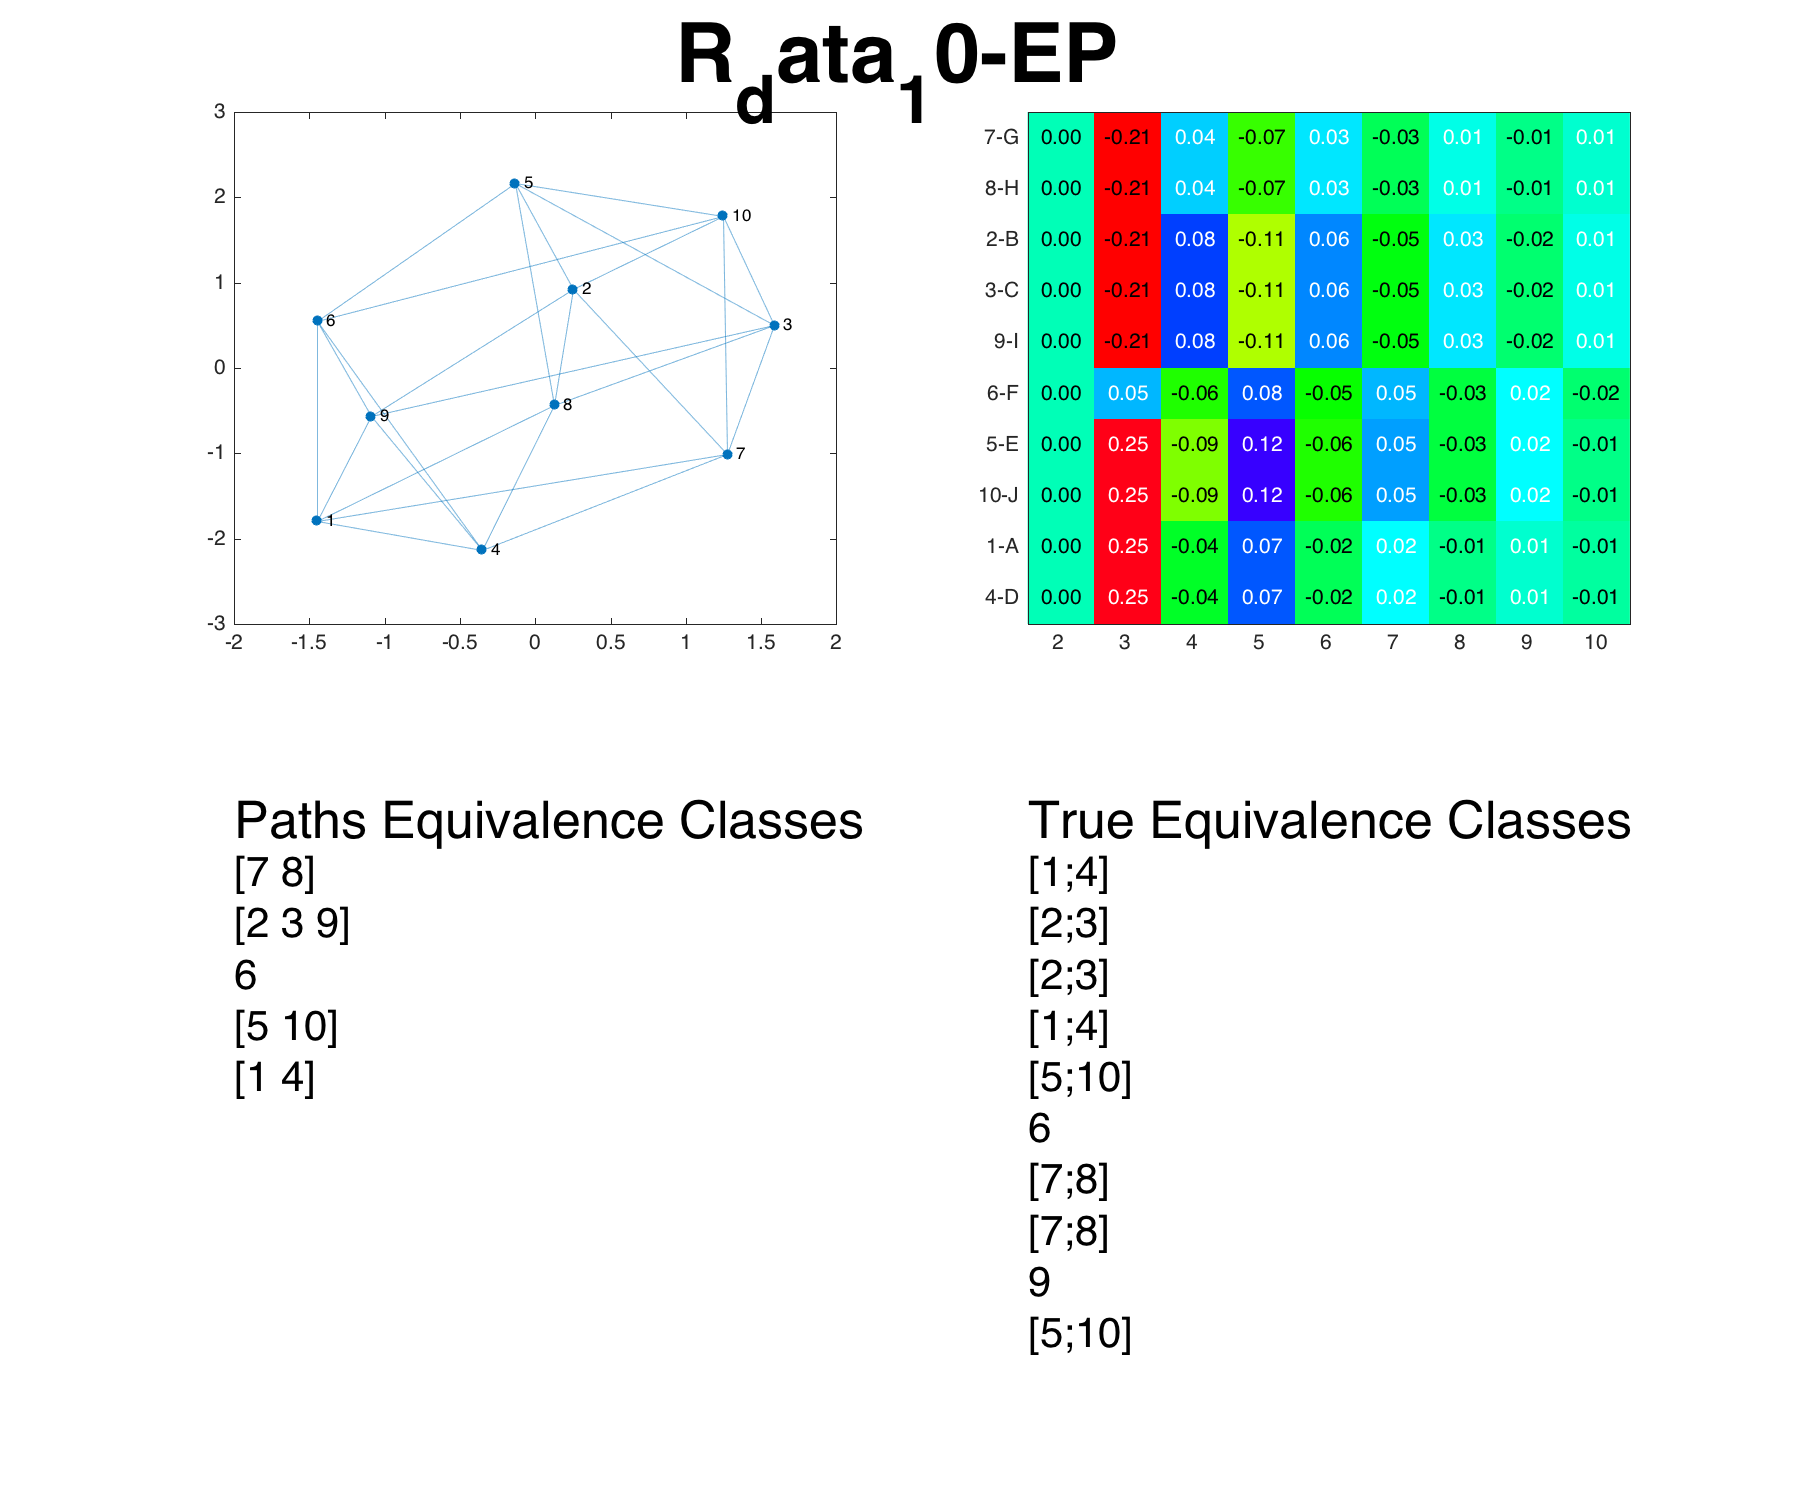 R_data_10-EP
3
2
1
0
-1
-2
-3
-2 -1.5 -1 -0.5 0 0.5 1 1.5 2
5
10
2
6
3
9
8
7
1
4
7-G 0.00 -0.21 0.04 -0.07 0.03 -0.03 0.01 -0.01 0.01
8-H 0.00 -0.21 0.04 -0.07 0.03 -0.03 0.01 -0.01 0.01
2-B 0.00 -0.21 0.08 -0.11 0.06 -0.05 0.03 -0.02 0.01
3-C 0.00 -0.21 0.08 -0.11 0.06 -0.05 0.03 -0.02 0.01
9-I 0.00 -0.21 0.08 -0.11 0.06 -0.05 0.03 -0.02 0.01
6-F 0.00 0.05 -0.06 0.08 -0.05 0.05 -0.03 0.02 -0.02
5-E 0.00 0.25 -0.09 0.12 -0.06 0.05 -0.03 0.02 -0.01
10-J 0.00 0.25 -0.09 0.12 -0.06 0.05 -0.03 0.02 -0.01
1-A 0.00 0.25 -0.04 0.07 -0.02 0.02 -0.01 0.01 -0.01
4-D 0.00 0.25 -0.04 0.07 -0.02 0.02 -0.01 0.01 -0.01
2 3 4 5 6 7 8 9 10
Paths Equivalence Classes
[7 8]
[2 3 9]
6
[5 10]
[1 4]
True Equivalence Classes
[1;4]
[2;3]
[2;3]
[1;4]
[5;10]
6
[7;8]
[7;8]
9
[5;10]